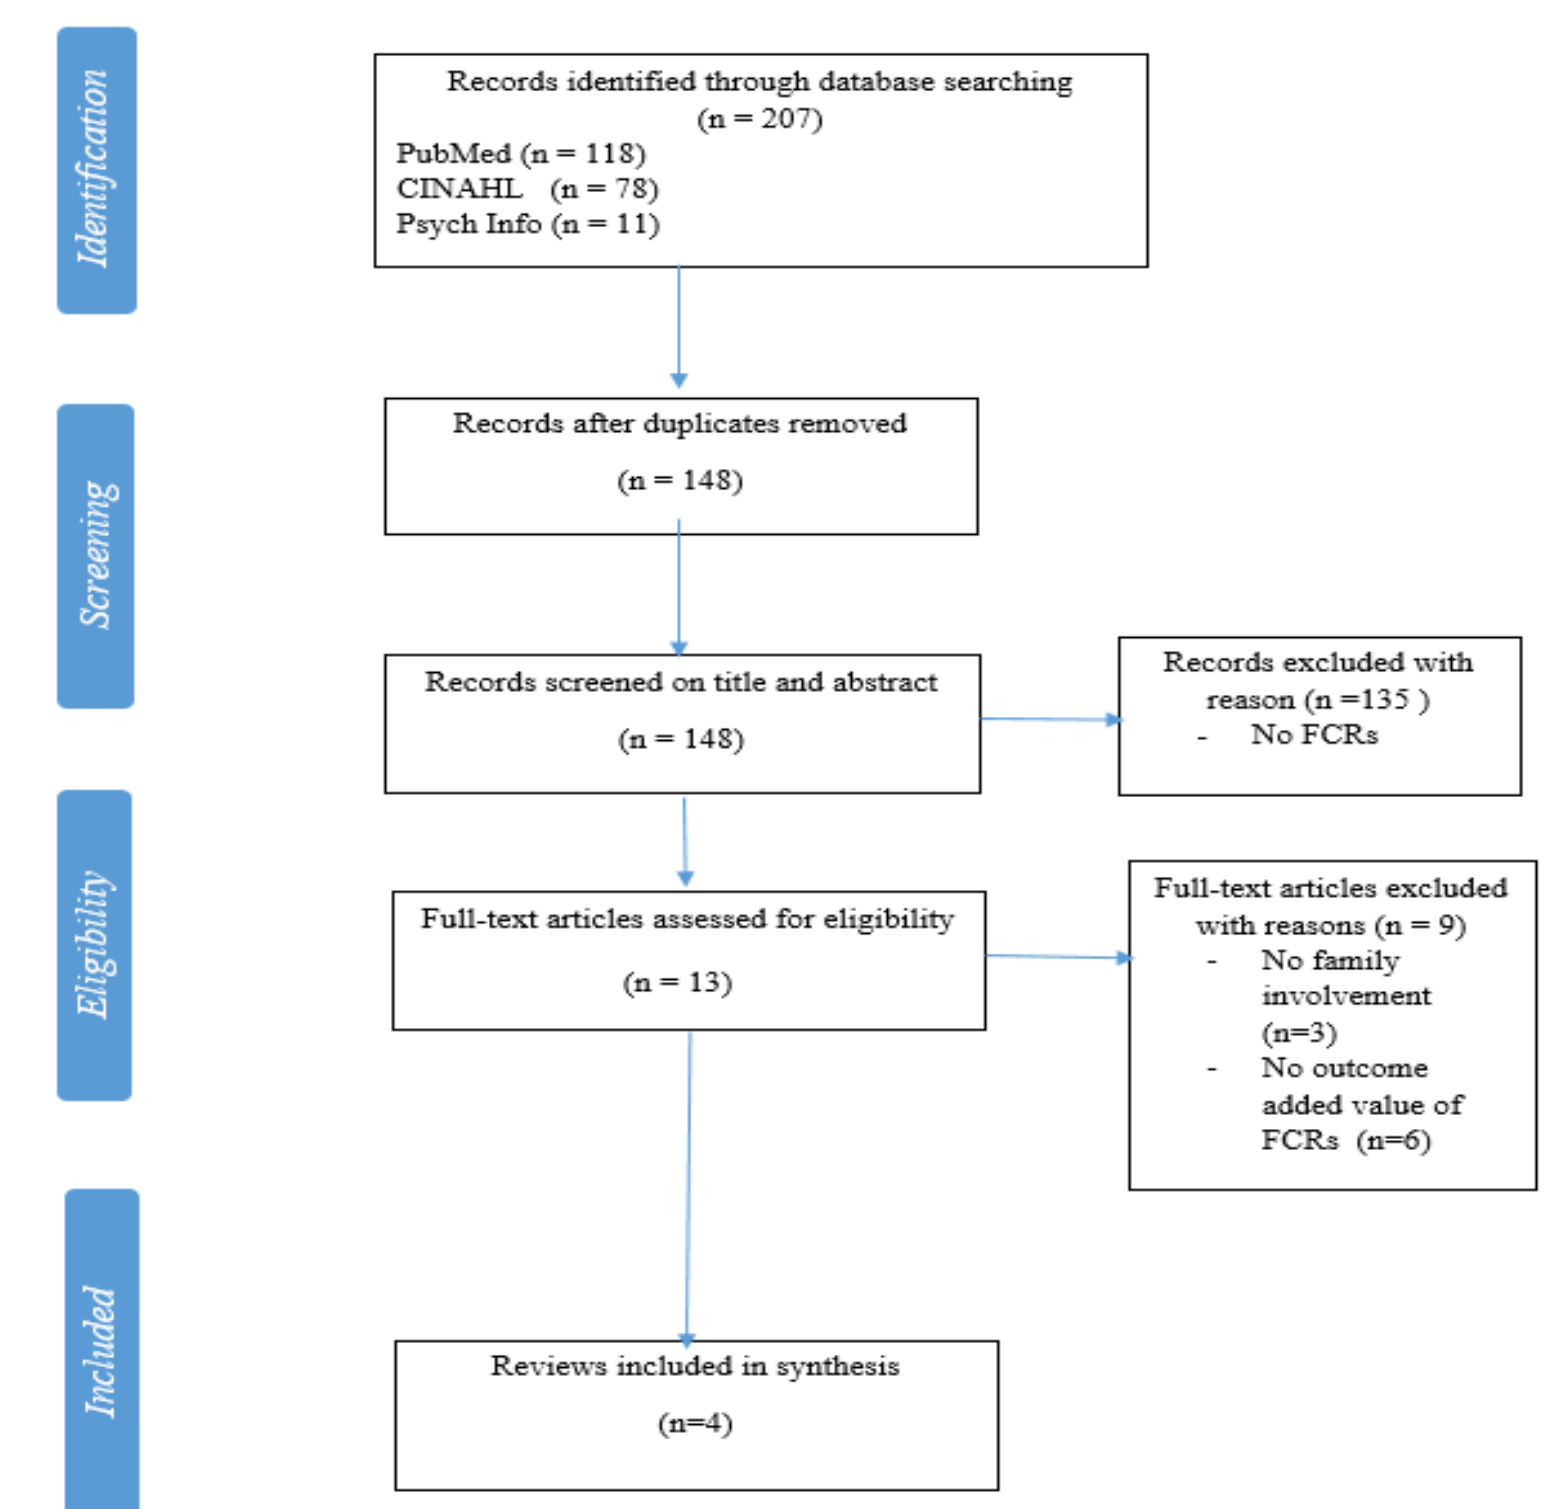 Identification
Records identified through database searching
(n = 207)
PubMed (n = 118)
CINAHL (n = 78)
Psych Info (n = 11)
Screening
Records after duplicates removed
(n = 148)
Records screened on title and abstract
(n = 148)
Records excluded with
reason (n =135 )
- No FCRs
Eligibility
Full-text articles assessed for eligibility
(n = 13)
Full-text articles excluded
with reasons (n = 9)
- No family
involvement
(n=3)
- No outcome
added value of
FCRs (n=6)
Included
Reviews included in synthesis
(n=4)